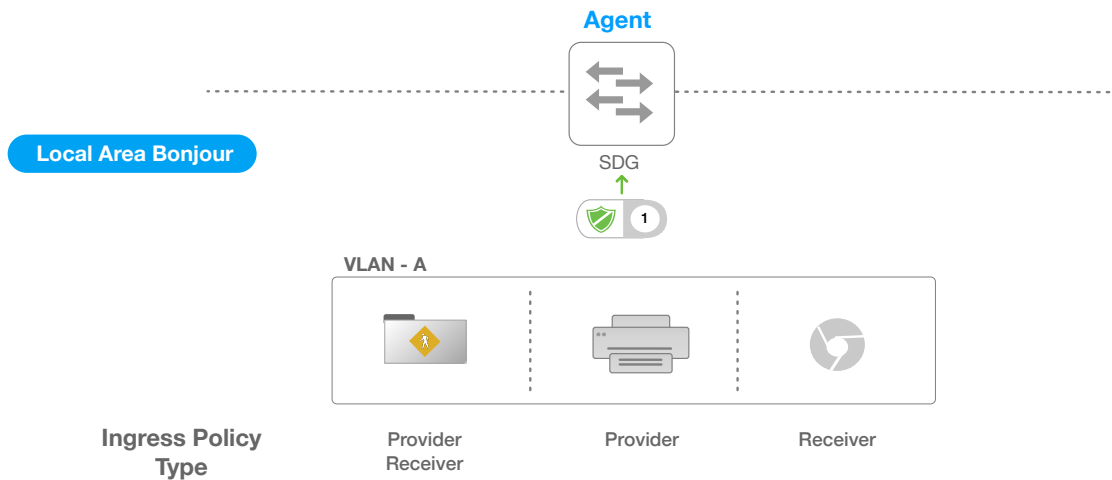 Agent
Local Area Bonjour
SDG
1
VLAN - A
Ingress Policy
Type
Provider
Receiver
Provider
Receiver